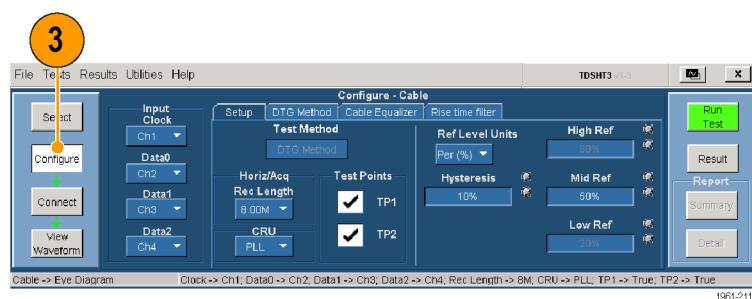 3
File Tests Results Utilities Help TDSHT3 v1-3 X
Configure - Cable
Select
Configure
Connect
View
Waveform
Input
Clock
Ch1
Data0
Ch2
Data1
Ch3
Data2
Ch4
Setup DTG Method Cable Equalizer Rise time filter
Test Method
DTG Method
Horiz/Acq
Rec Length
8.00M
CRU
PLL
Test Points
TP1
TP2
Ref Level Units
Per (%)
Hysteresis
10%
High Ref
80%
Mid Ref
50%
Low Ref
20%
Run
Test
Result
Report
Summary
Detail
Cable -> Eye Diagram Clock -> Ch1; Data0 -> Ch2; Data1 -> Ch3; Data2 -> Ch4; Rec Length -> 8M; CRU -> PLL; TP1 -> True; TP2 -> True
1961-211